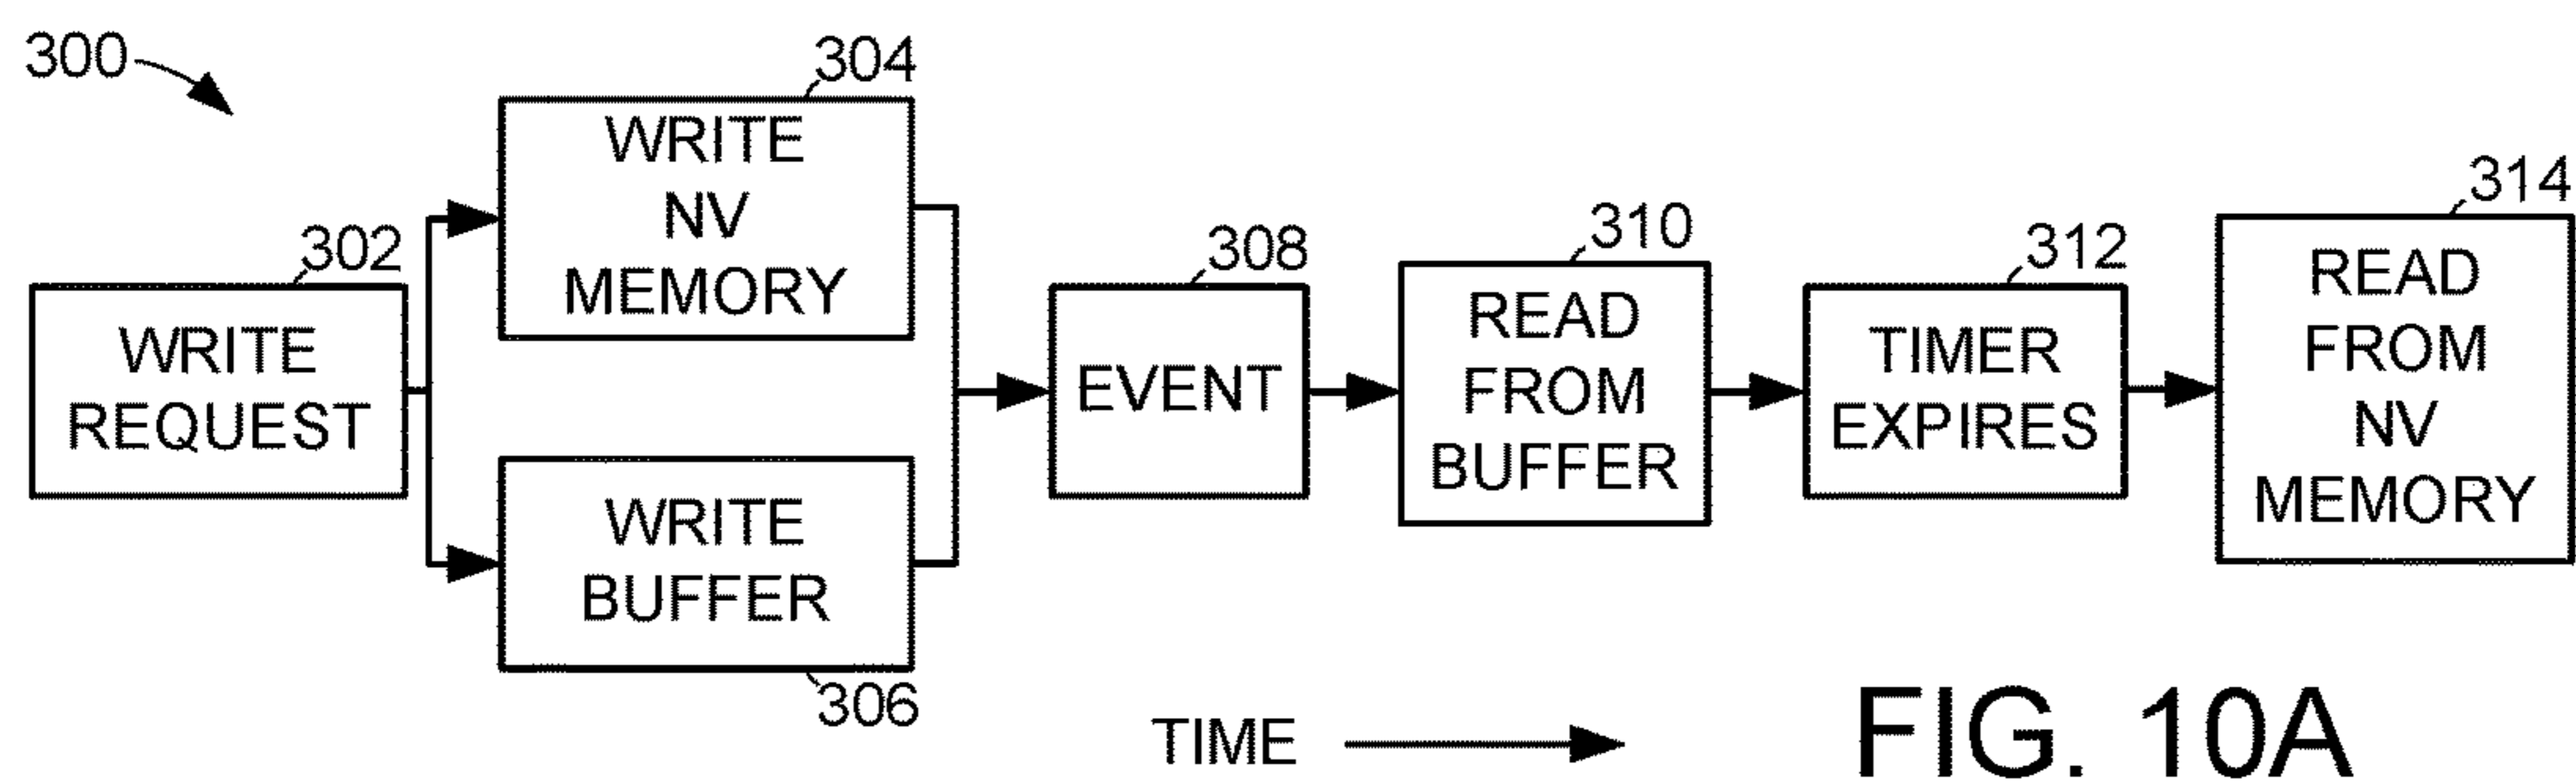 300
302
WRITE
REQUEST
304
WRITE
NV
MEMORY
WRITE
BUFFER
306
308
EVENT
310
READ
FROM
BUFFER
312
TIMER
EXPIRES
314
READ
FROM
NV
MEMORY
TIME
FIG. 10A